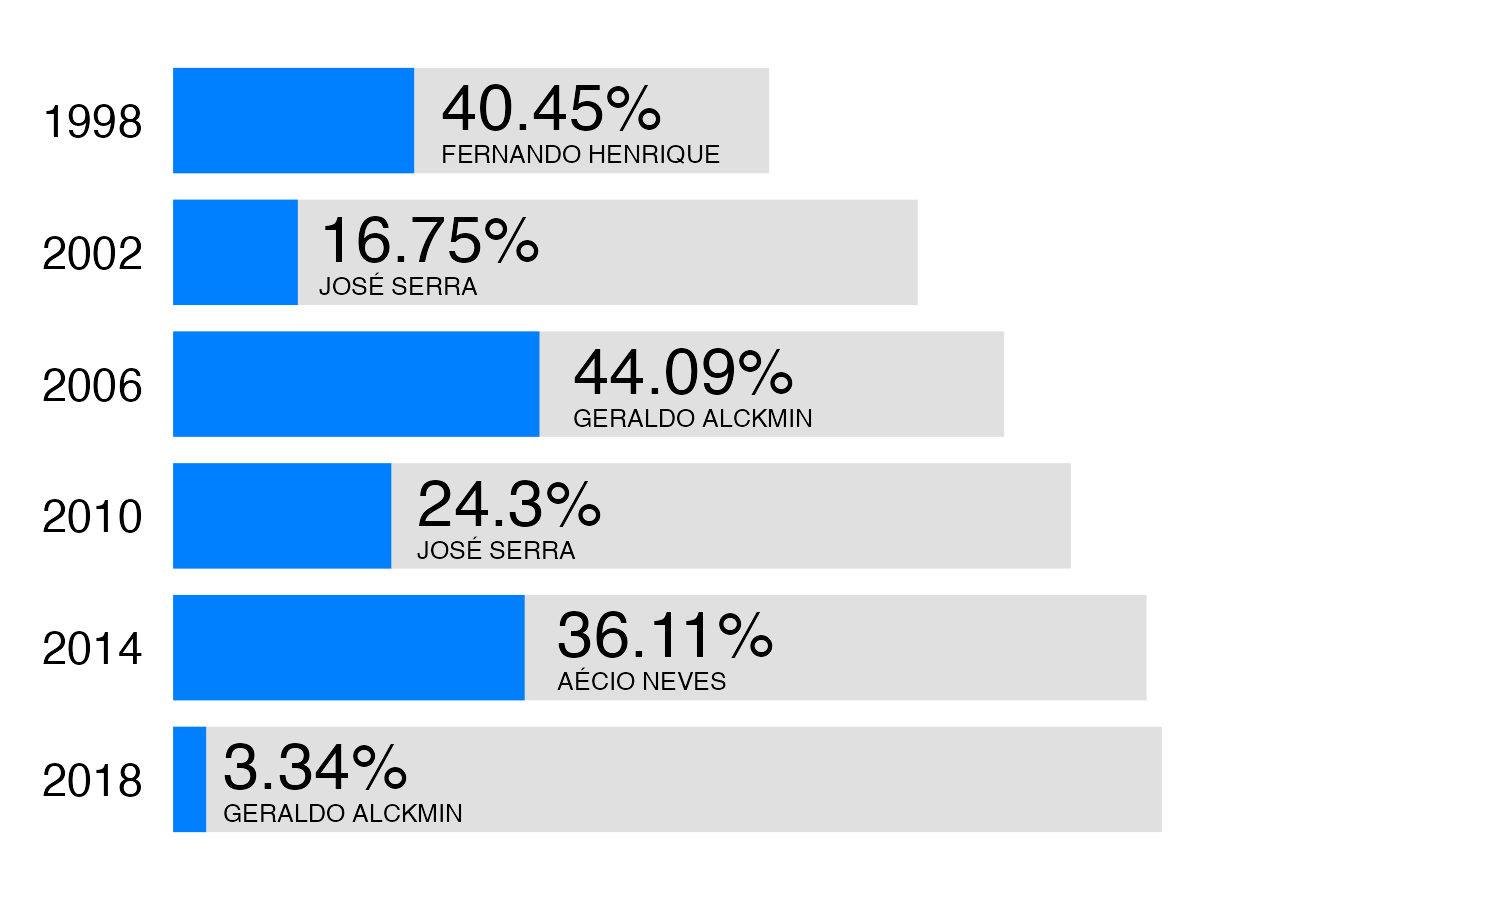 1998
40.45%
FERNANDO HENRIQUE
2002
16.75%
JOSÉ SERRA
2006
44.09%
GERALDO ALCKMIN
2010
24.3%
JOSÉ SERRA
2014
36.11%
AÉCIO NEVES
2018
3.34%
GERALDO ALCKMIN